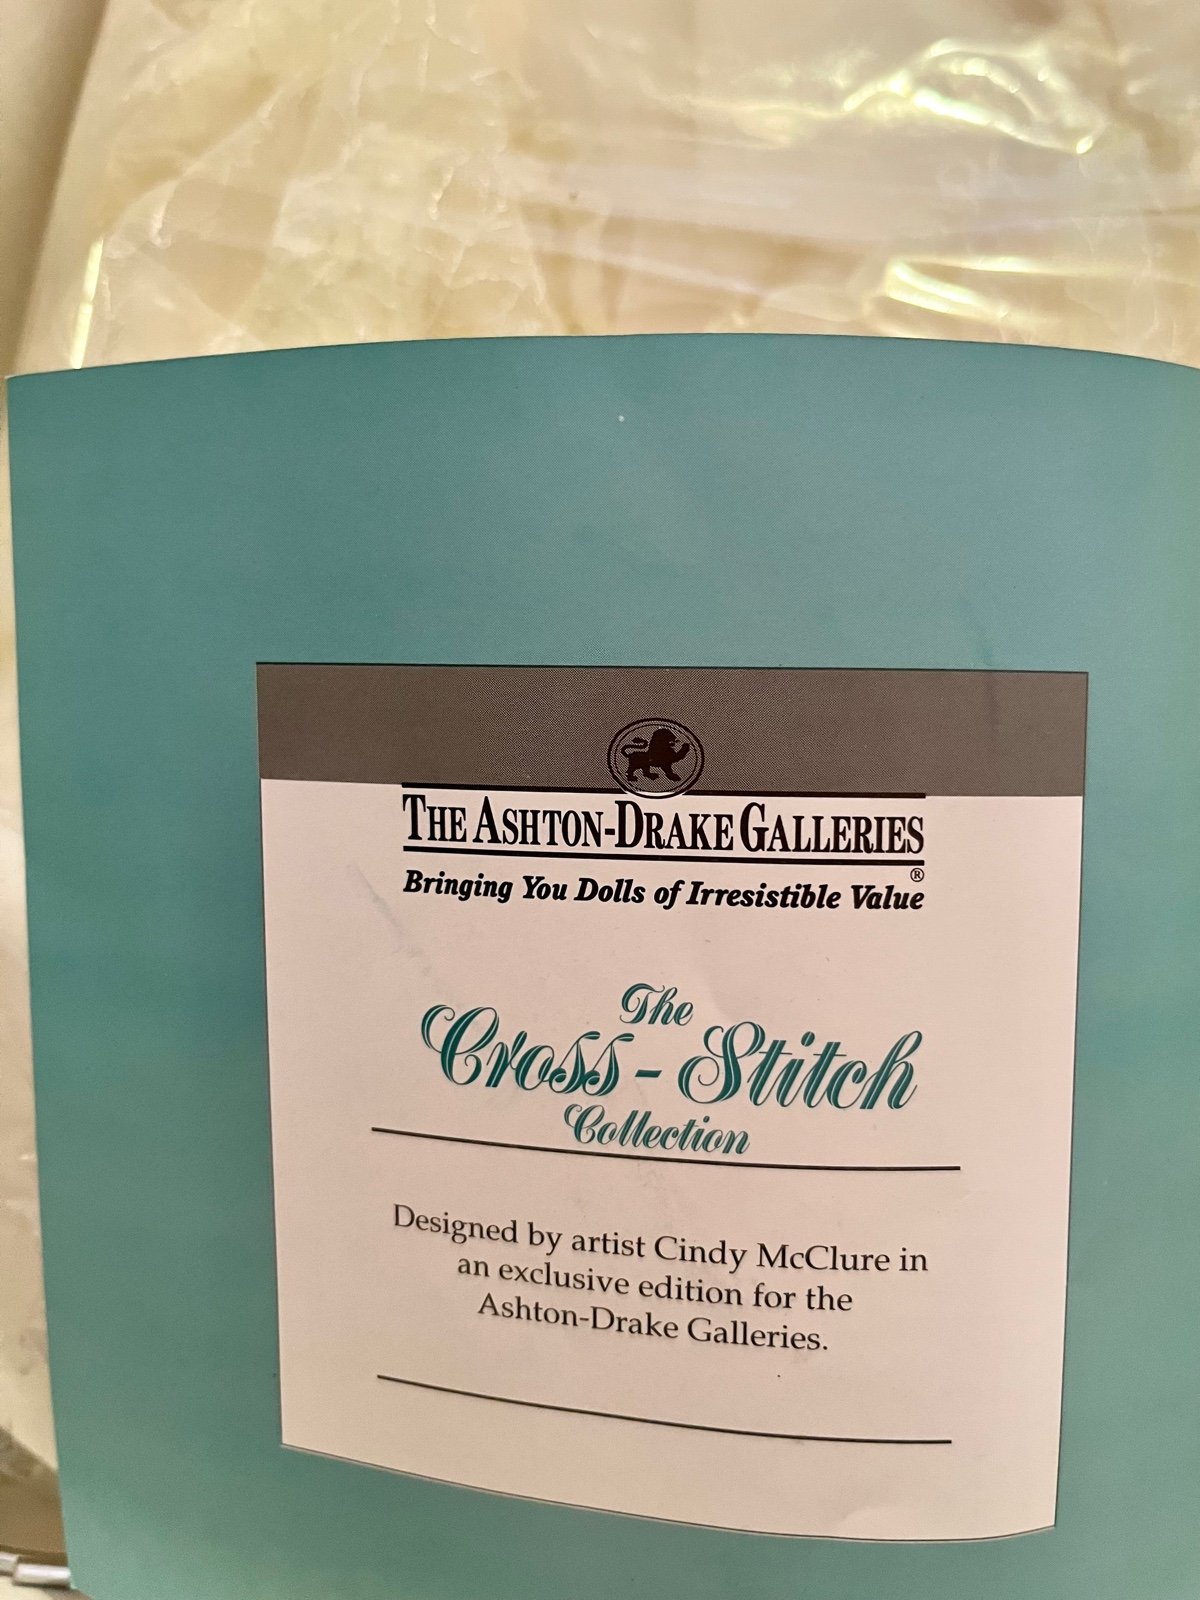 THE ASHTON-DRAKE GALLERIES
®
Bringing You Dolls of Irresistible Value
The
Cross-Stitch
Collection
Designed by artist Cindy McClure in
an exclusive edition for the
Ashton-Drake Galleries.